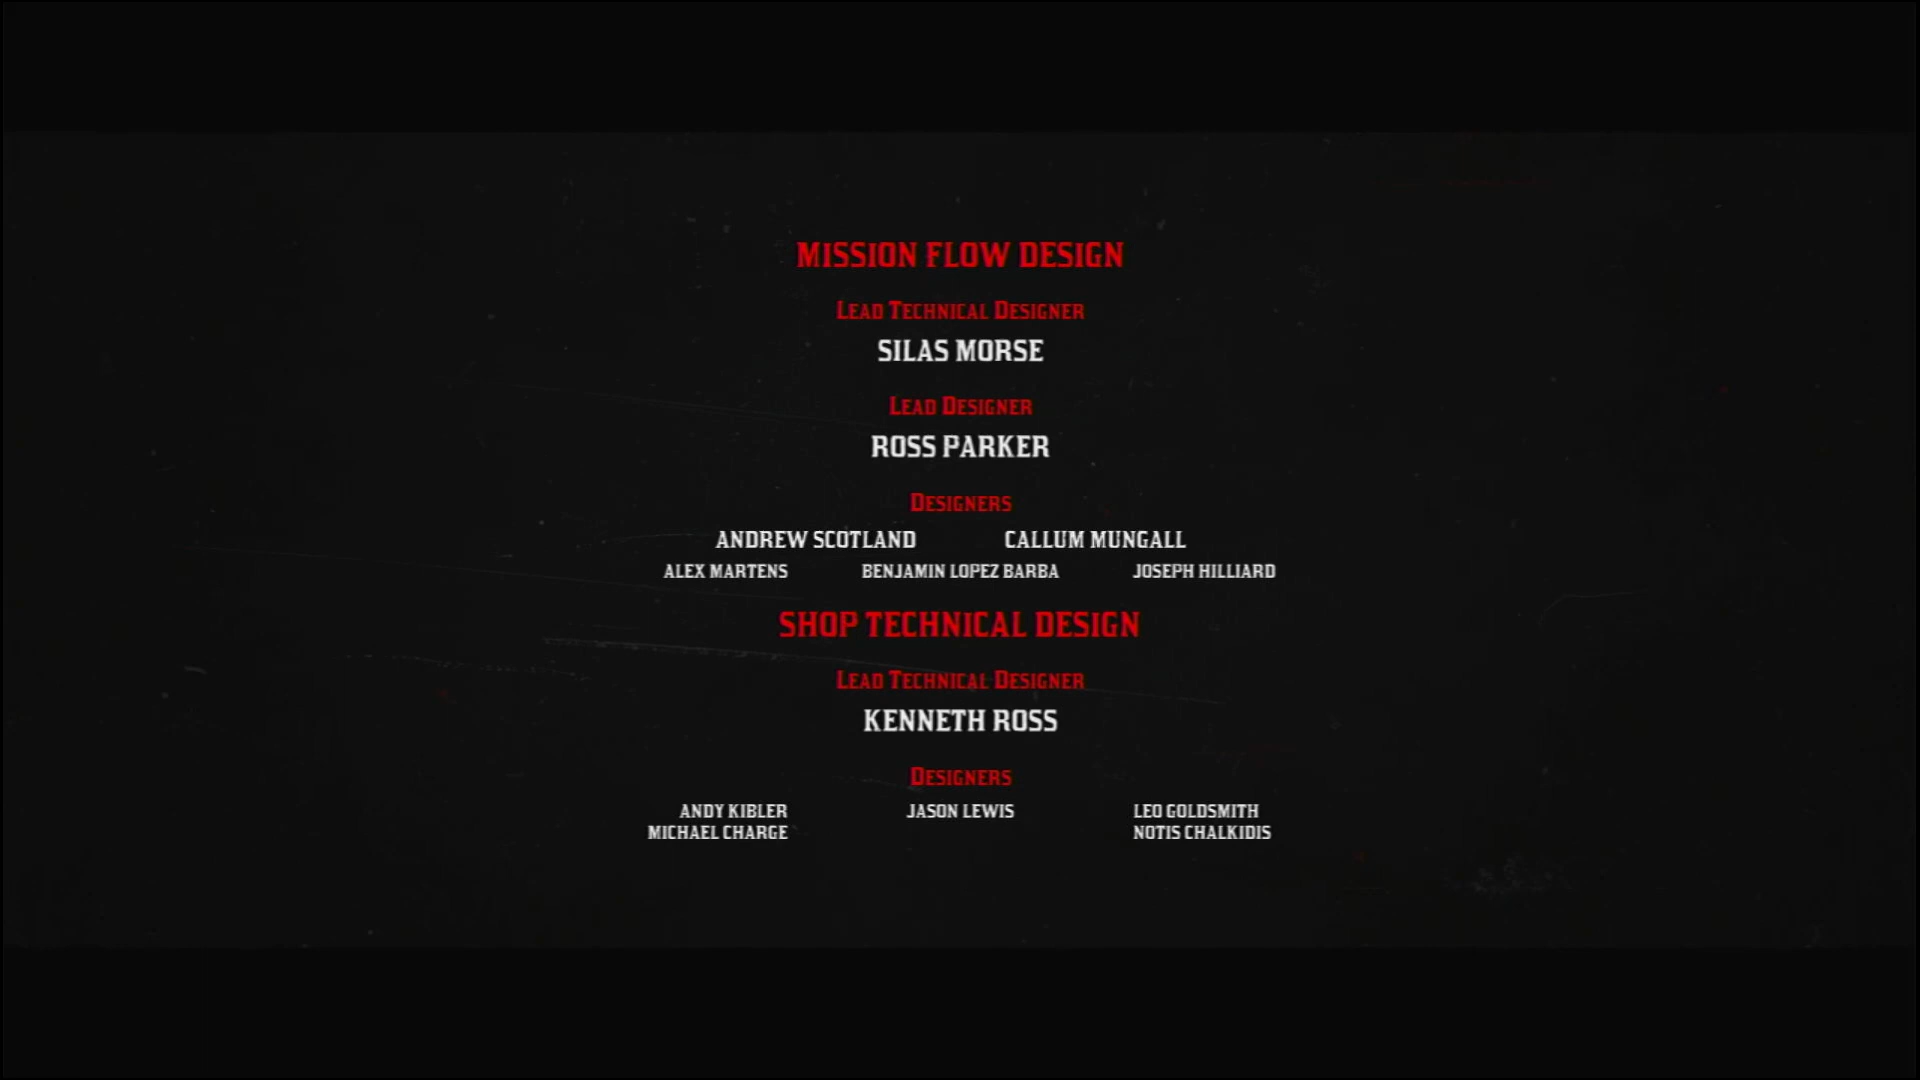 MISSION FLOW DESIGN
LEAD TECHNICAL DESIGNER
SILAS MORSE
LEAD DESIGNER
ROSS PARKER
DESIGNERS
ANDREW SCOTLAND CALLUM MUNGALL
ALEX MARTENS BENJAMIN LOPEZ BARBA JOSEPH HILLIARD
SHOP TECHNICAL DESIGN
LEAD TECHNICAL DESIGNER
KENNETH ROSS
DESIGNERS
ANDY KIBLER JASON LEWIS LEO GOLDSMITH
MICHAEL CHARGE NOTIS CHALKIDIS